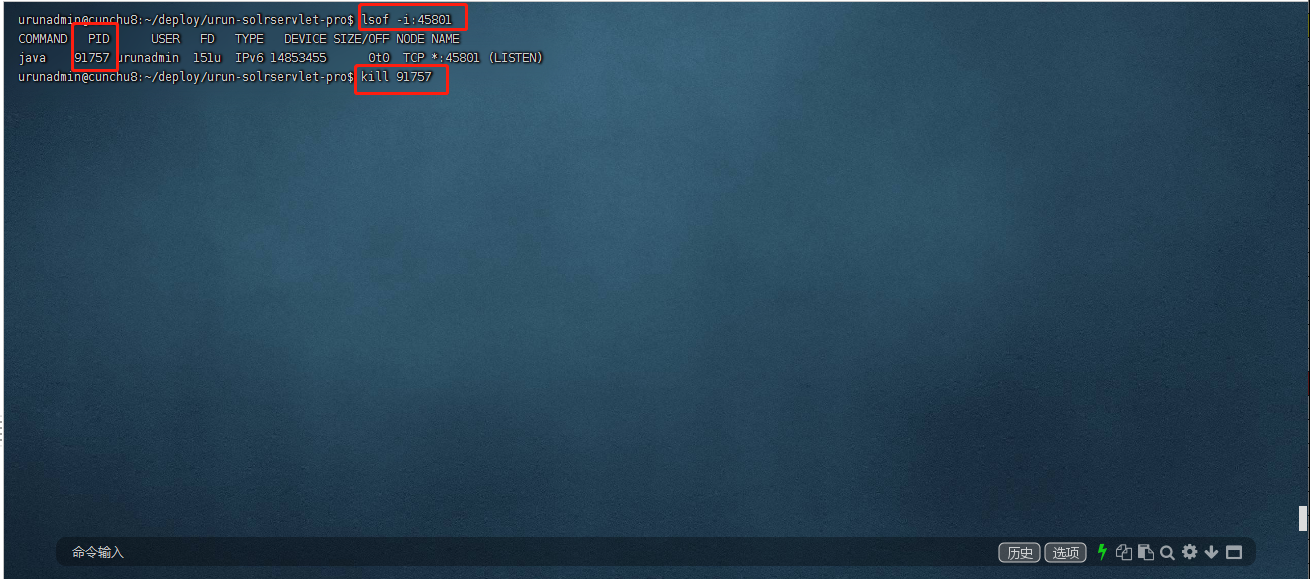 urunadmin@cunchu8:~/deploy/urun-solrservlet-pro$ lsof -i:45801
COMMAND PID USER FD TYPE DEVICE SIZE/OFF NODE NAME
java 91757 urunadmin 151u IPv6 14853455 0t0 TCP *:45801 (LISTEN)
urunadmin@cunchu8:~/deploy/urun-solrservlet-pro$ kill 91757
命令输入 历史 选项